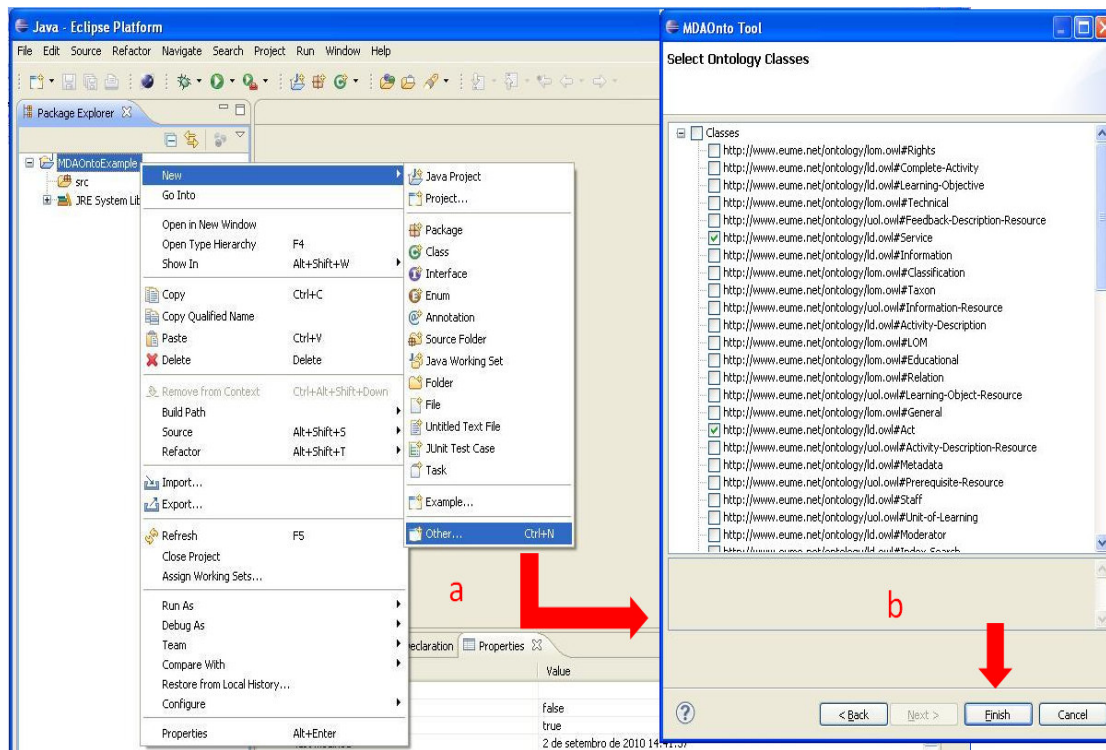 Java - Eclipse Platform
File Edit Source Refactor Navigate Search Project Run Window Help
Package Explorer
MDAOntoExample
src
JRE System Lib
New
Go Into
Open in New Window
Open Type Hierarchy F4
Show In Alt+Shift+W
Copy Ctrl+C
Copy Qualified Name
Paste Ctrl+V
Delete Delete
Remove from Context Ctrl+Alt+Shift+Down
Build Path
Source Alt+Shift+S
Refactor Alt+Shift+T
Import...
Export...
Refresh F5
Close Project
Assign Working Sets...
Run As
Debug As
Team
Compare With
Restore from Local History...
Configure
Properties Alt+Enter
Java Project
Project...
Package
Class
Interface
Enum
Annotation
Source Folder
Java Working Set
Folder
File
Untitled Text File
JUnit Test Case
Task
Example...
Other... Ctrl+N
a
Declaration Properties
Value
false
true
2 de setembro de 2010 14:41:37
MDAOnto Tool
Select Ontology Classes
Classes
http://www.eume.net/ontology/lom.owl#Rights
http://www.eume.net/ontology/ld.owl#Complete-Activity
http://www.eume.net/ontology/ld.owl#Learning-Objective
http://www.eume.net/ontology/lom.owl#Technical
http://www.eume.net/ontology/uol.owl#Feedback-Description-Resource
http://www.eume.net/ontology/ld.owl#Service
http://www.eume.net/ontology/ld.owl#Information
http://www.eume.net/ontology/lom.owl#Classification
http://www.eume.net/ontology/lom.owl#Taxon
http://www.eume.net/ontology/uol.owl#Information-Resource
http://www.eume.net/ontology/ld.owl#Activity-Description
http://www.eume.net/ontology/lom.owl#LOM
http://www.eume.net/ontology/lom.owl#Educational
http://www.eume.net/ontology/lom.owl#Relation
http://www.eume.net/ontology/uol.owl#Learning-Object-Resource
http://www.eume.net/ontology/lom.owl#General
http://www.eume.net/ontology/ld.owl#Act
http://www.eume.net/ontology/uol.owl#Activity-Description-Resource
http://www.eume.net/ontology/ld.owl#Metadata
http://www.eume.net/ontology/uol.owl#Prerequisite-Resource
http://www.eume.net/ontology/ld.owl#Staff
http://www.eume.net/ontology/uol.owl#Unit-of-Learning
http://www.eume.net/ontology/ld.owl#Moderator
http://www.eume.net/ontology/ld.owl#Index-Search
b
< Back Next > Finish Cancel